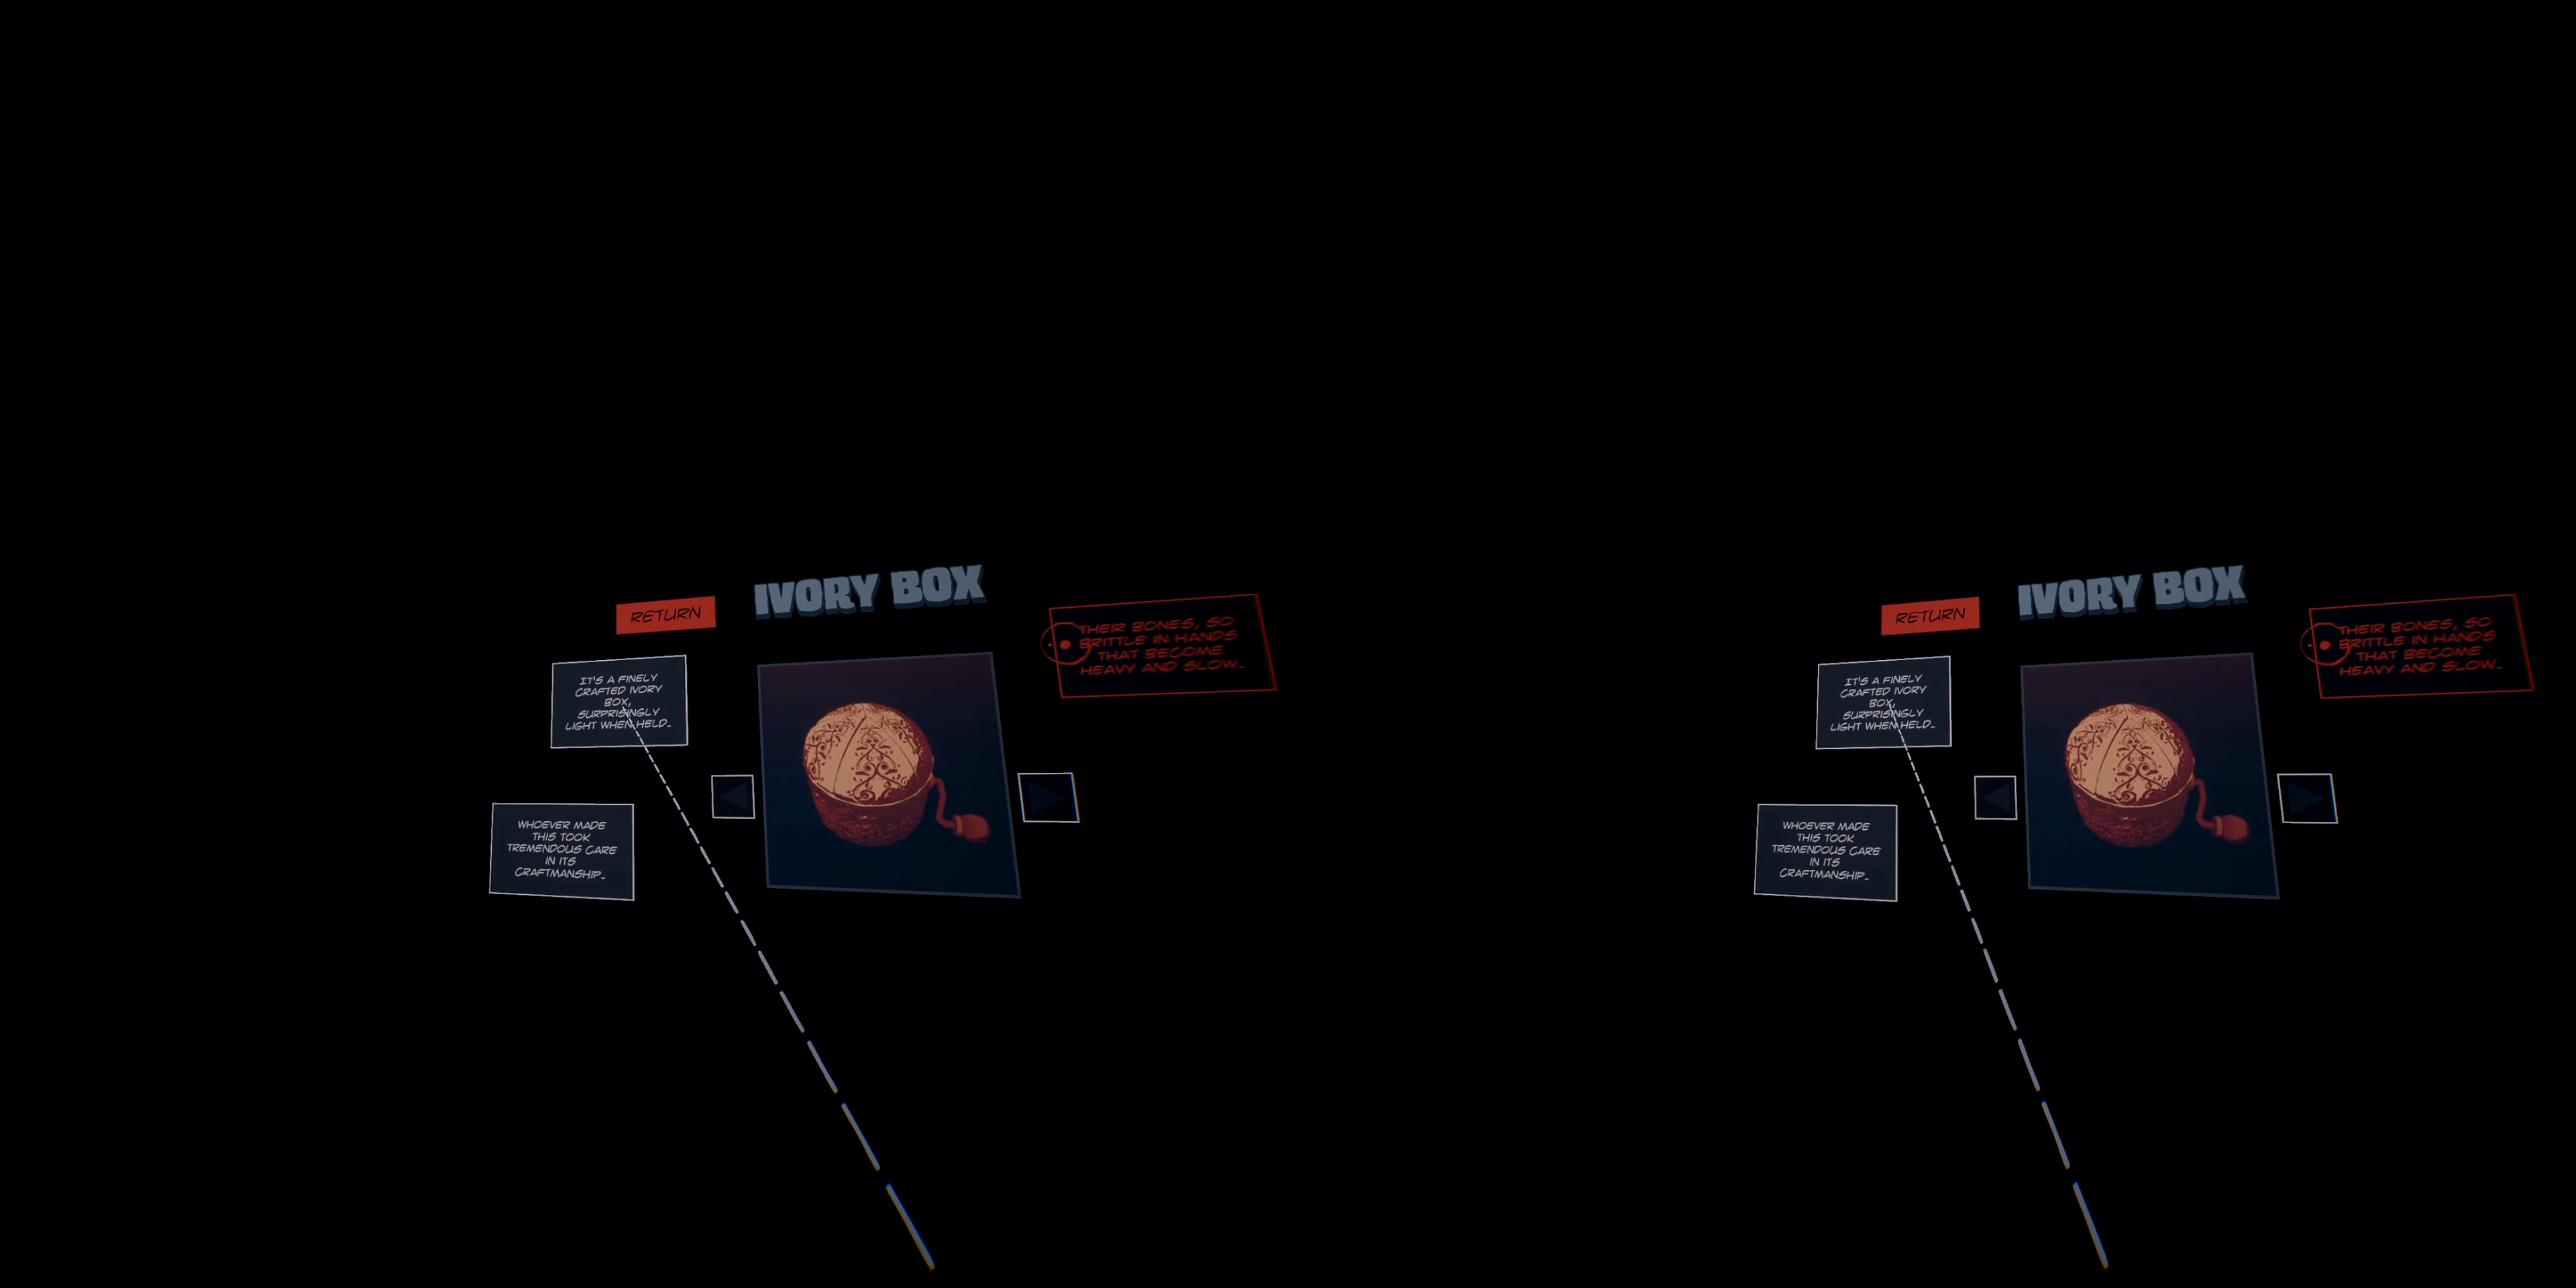 IVORY BOX
RETURN
THEIR BONES, SO
BRITTLE IN HANDS
THAT BECOME
HEAVY AND SLOW...
IT'S A FINELY
CRAFTED IVORY
BOX,
SURPRISINGLY
LIGHT WHEN HELD...
WHOEVER MADE
THIS TOOK
TREMENDOUS CARE
IN ITS
CRAFTMANSHIP...
IVORY BOX
RETURN
THEIR BONES, SO
BRITTLE IN HANDS
THAT BECOME
HEAVY AND SLOW...
IT'S A FINELY
CRAFTED IVORY
BOX,
SURPRISINGLY
LIGHT WHEN HELD...
WHOEVER MADE
THIS TOOK
TREMENDOUS CARE
IN ITS
CRAFTMANSHIP...